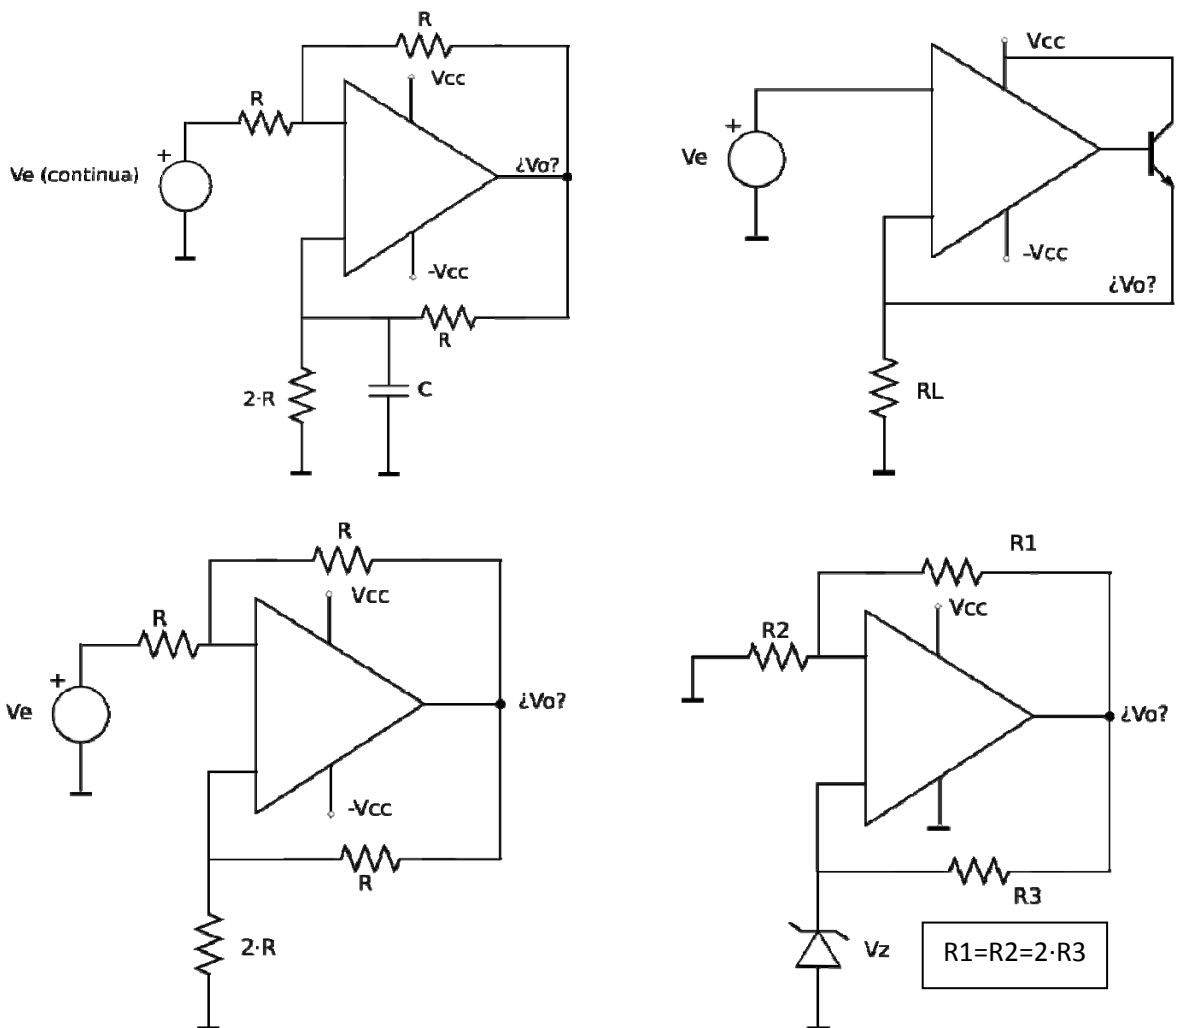 R
Vcc
R
+
Ve (continua)
¿Vo?
-Vcc
R
2·R
C
Vcc
+
Ve
-Vcc
¿Vo?
RL
R
Vcc
R
+
Ve
¿Vo?
-Vcc
R
2·R
R1
Vcc
R2
¿Vo?
R3
Vz
R1=R2=2·R3